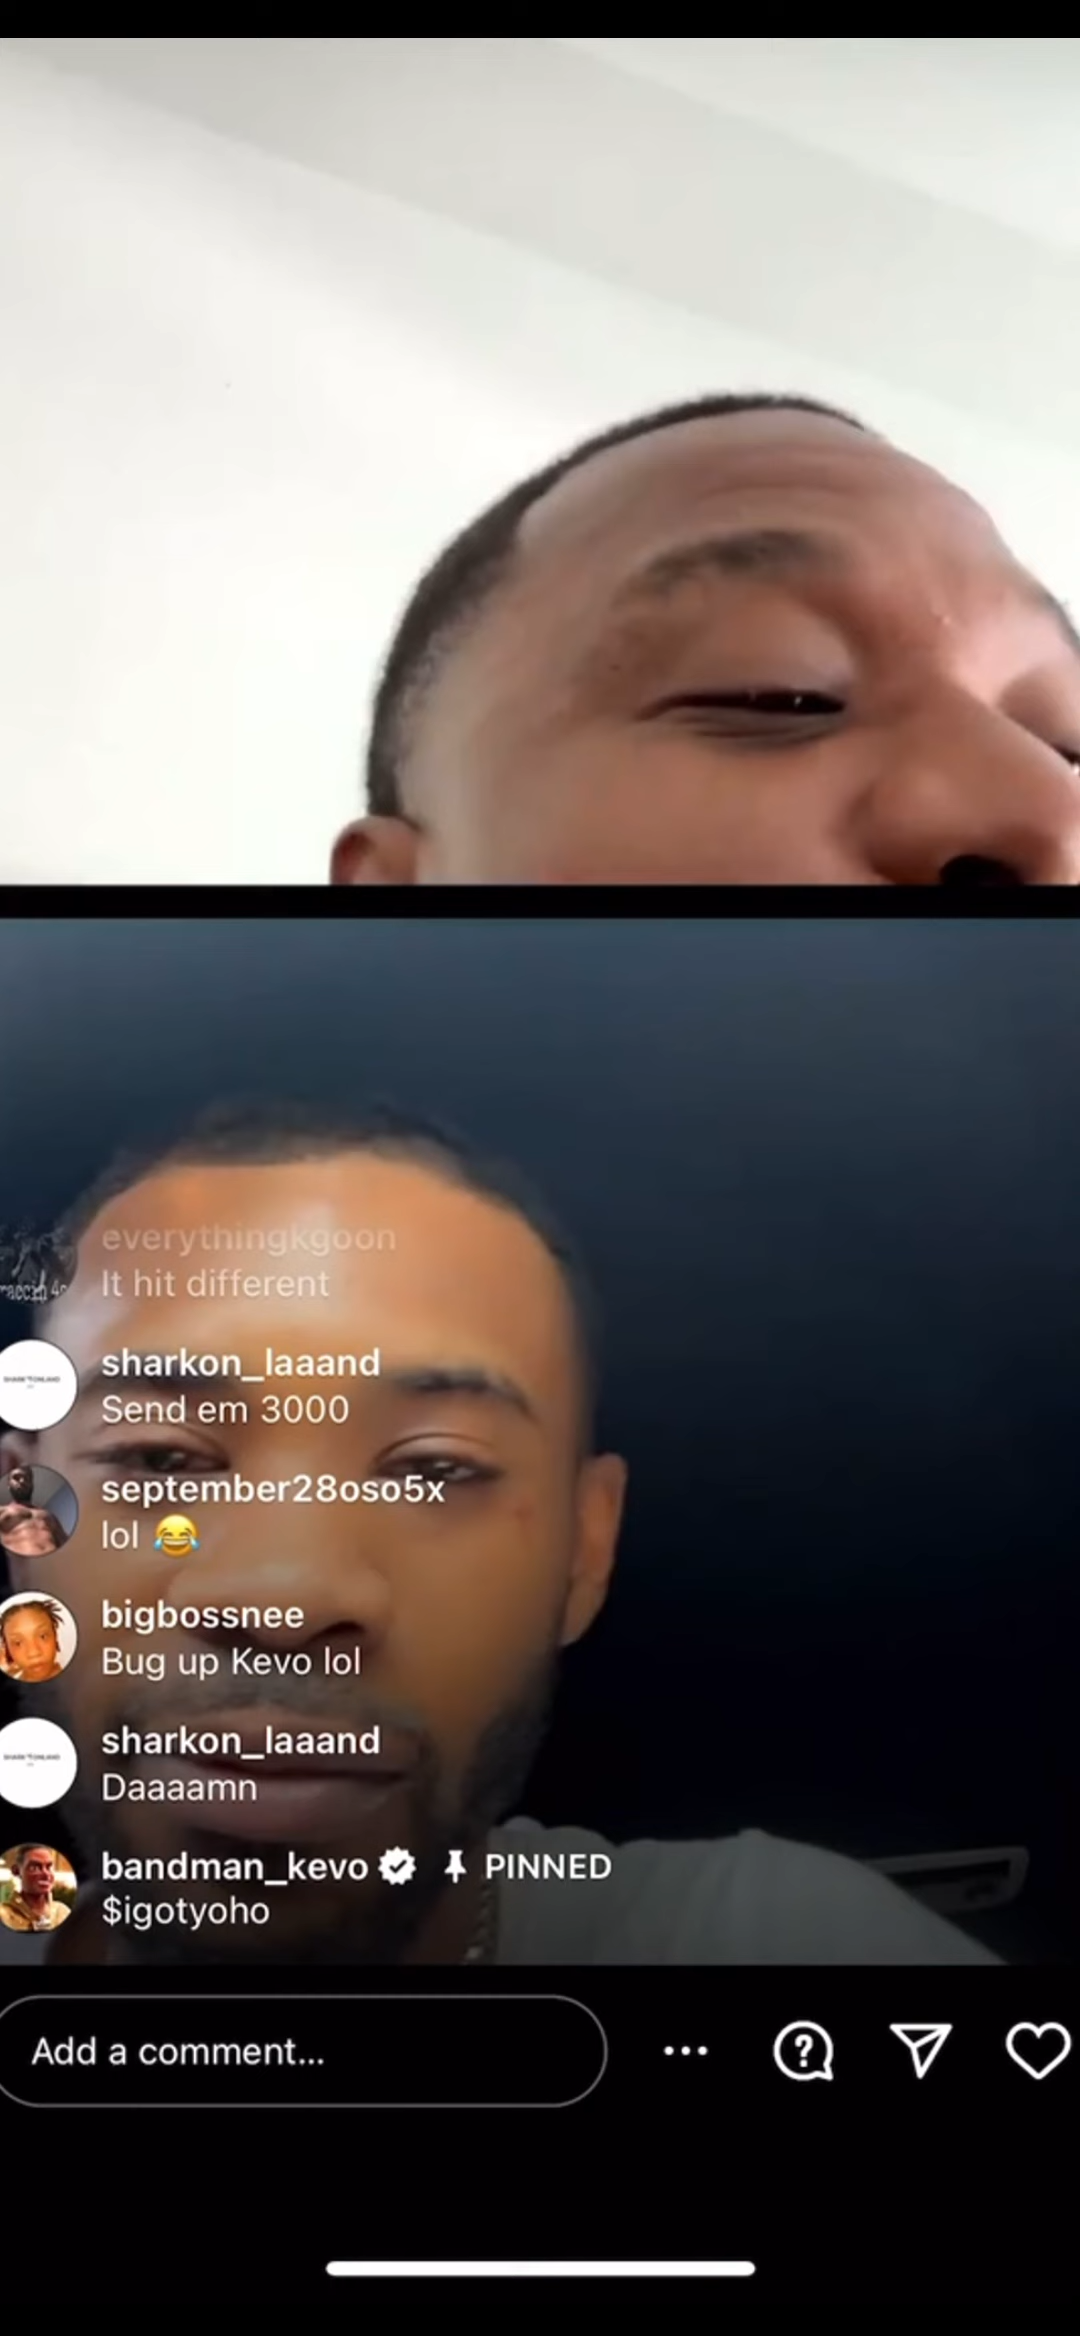 everythingkgoon
It hit different
sharkon_laaand
Send em 3000
september28oso5x
lol 😂
bigbossnee
Bug up Kevo lol
sharkon_laaand
Daaaamn
bandman_kevo PINNED
$igotyoho
Add a comment...